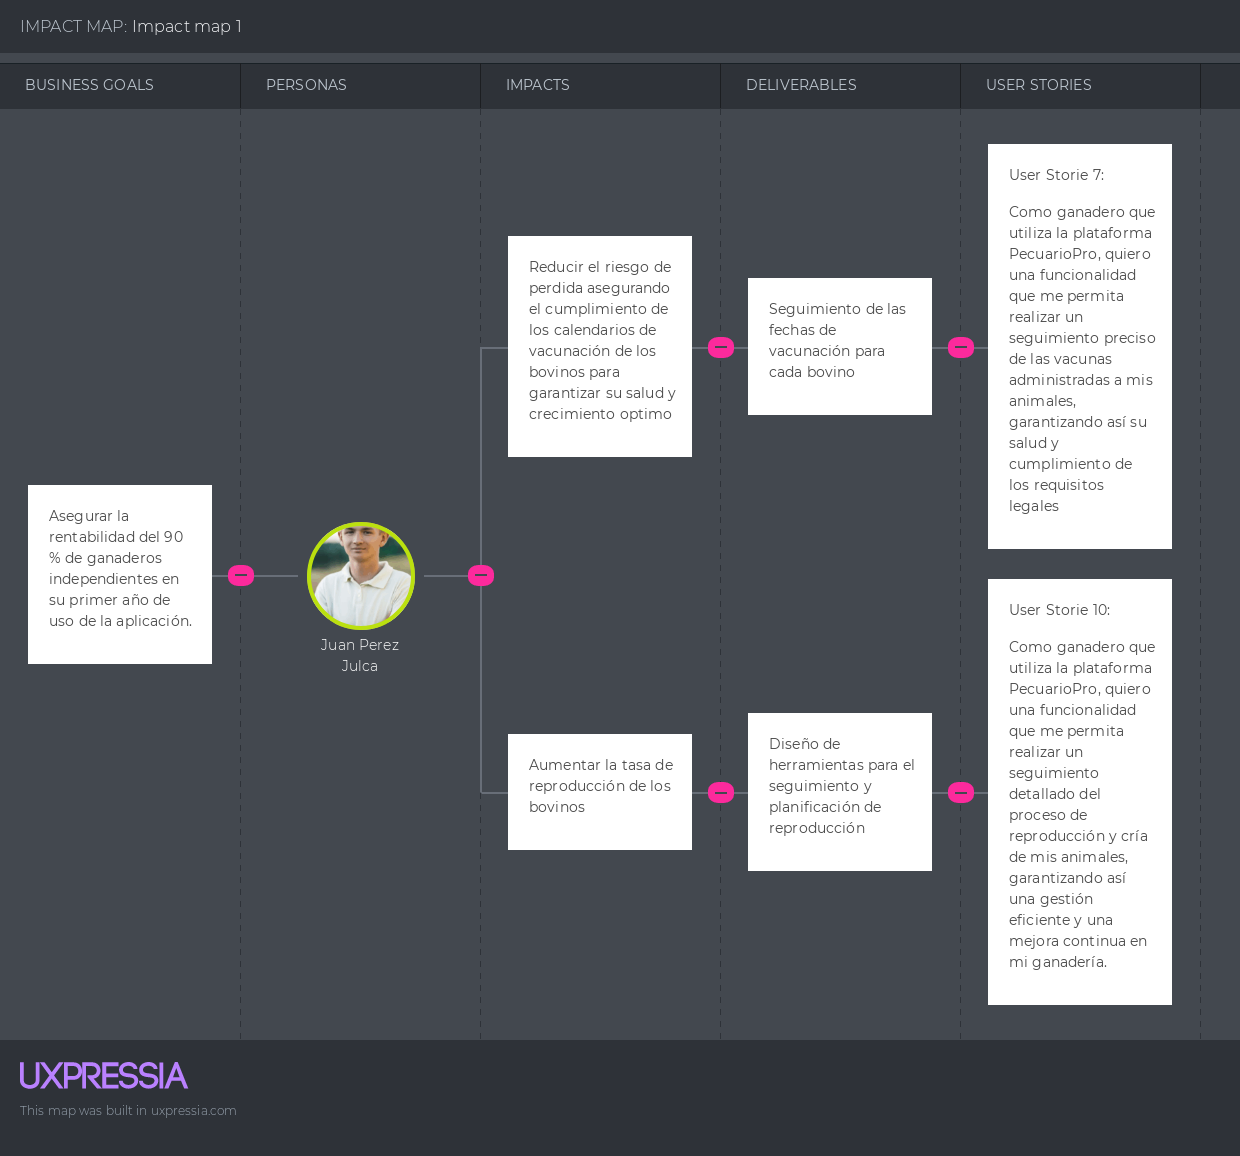 IMPACT MAP: Impact map 1
BUSINESS GOALS
PERSONAS
IMPACTS
DELIVERABLES
USER STORIES
Asegurar la
rentabilidad del 90
% de ganaderos
independientes en
su primer año de
uso de la aplicación.
Juan Perez
Julca
Reducir el riesgo de
perdida asegurando
el cumplimiento de
los calendarios de
vacunación de los
bovinos para
garantizar su salud y
crecimiento optimo
Seguimiento de las
fechas de
vacunación para
cada bovino
User Storie 7:
Como ganadero que
utiliza la plataforma
PecuarioPro, quiero
una funcionalidad
que me permita
realizar un
seguimiento preciso
de las vacunas
administradas a mis
animales,
garantizando así su
salud y
cumplimiento de
los requisitos
legales
Aumentar la tasa de
reproducción de los
bovinos
Diseño de
herramientas para el
seguimiento y
planificación de
reproducción
User Storie 10:
Como ganadero que
utiliza la plataforma
PecuarioPro, quiero
una funcionalidad
que me permita
realizar un
seguimiento
detallado del
proceso de
reproducción y cría
de mis animales,
garantizando así
una gestión
eficiente y una
mejora continua en
mi ganadería.
UXPRESSIA
This map was built in uxpressia.com